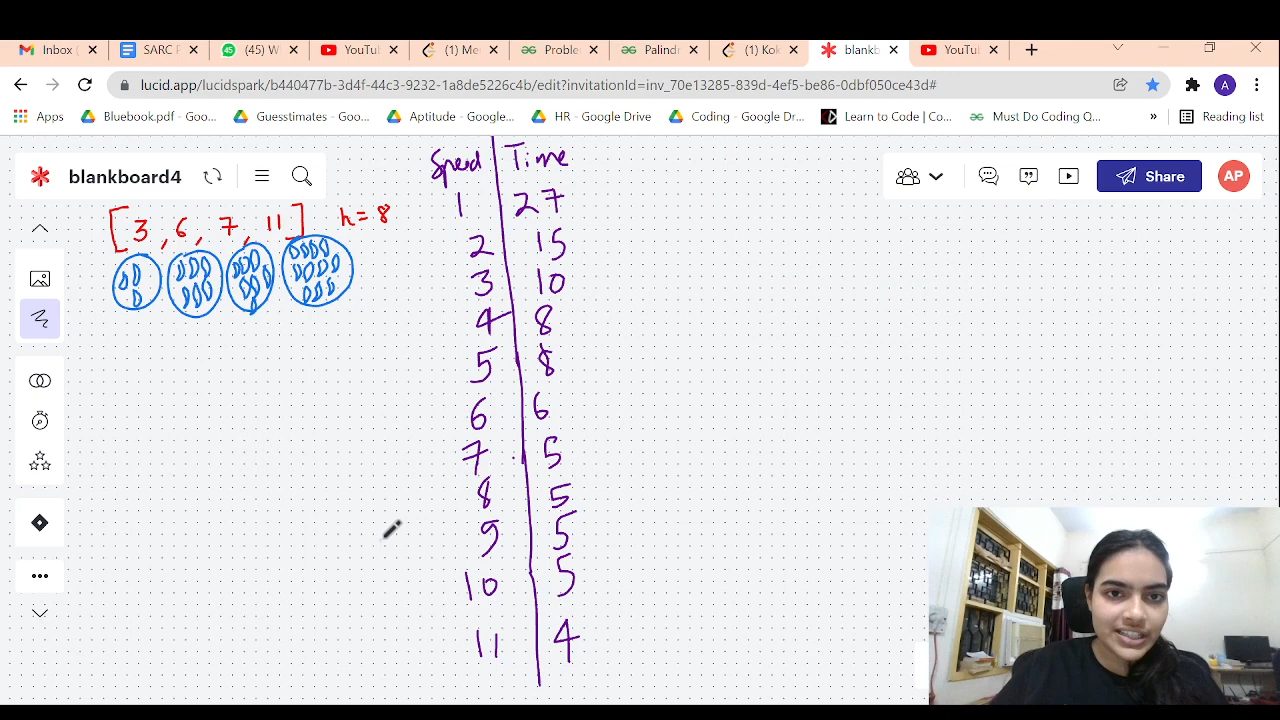 Inbox (
SARC F
(45) W
YouTu
(1) Me
Proble
Palind
(1) Kok
blankb
YouTu
lucid.app/lucidspark/b440477b-3d4f-44c3-9232-1a8de5226c4b/edit?invitationId=inv_70e13285-839d-4ef5-be86-0dbf050ce43d#
A
Apps
Bluebook.pdf - Goo...
Guesstimates - Goo...
Aptitude - Google...
HR - Google Drive
Coding - Google Dr...
Learn to Code | Co...
Must Do Coding Q...
»
Reading list
blankboard4
Share
AP
[3, 6, 7, 11] h = 8
Speed Time
1 27
2 15
3 10
4 8
5 8
6 6
7 5
8 5
9 5
10 5
11 4